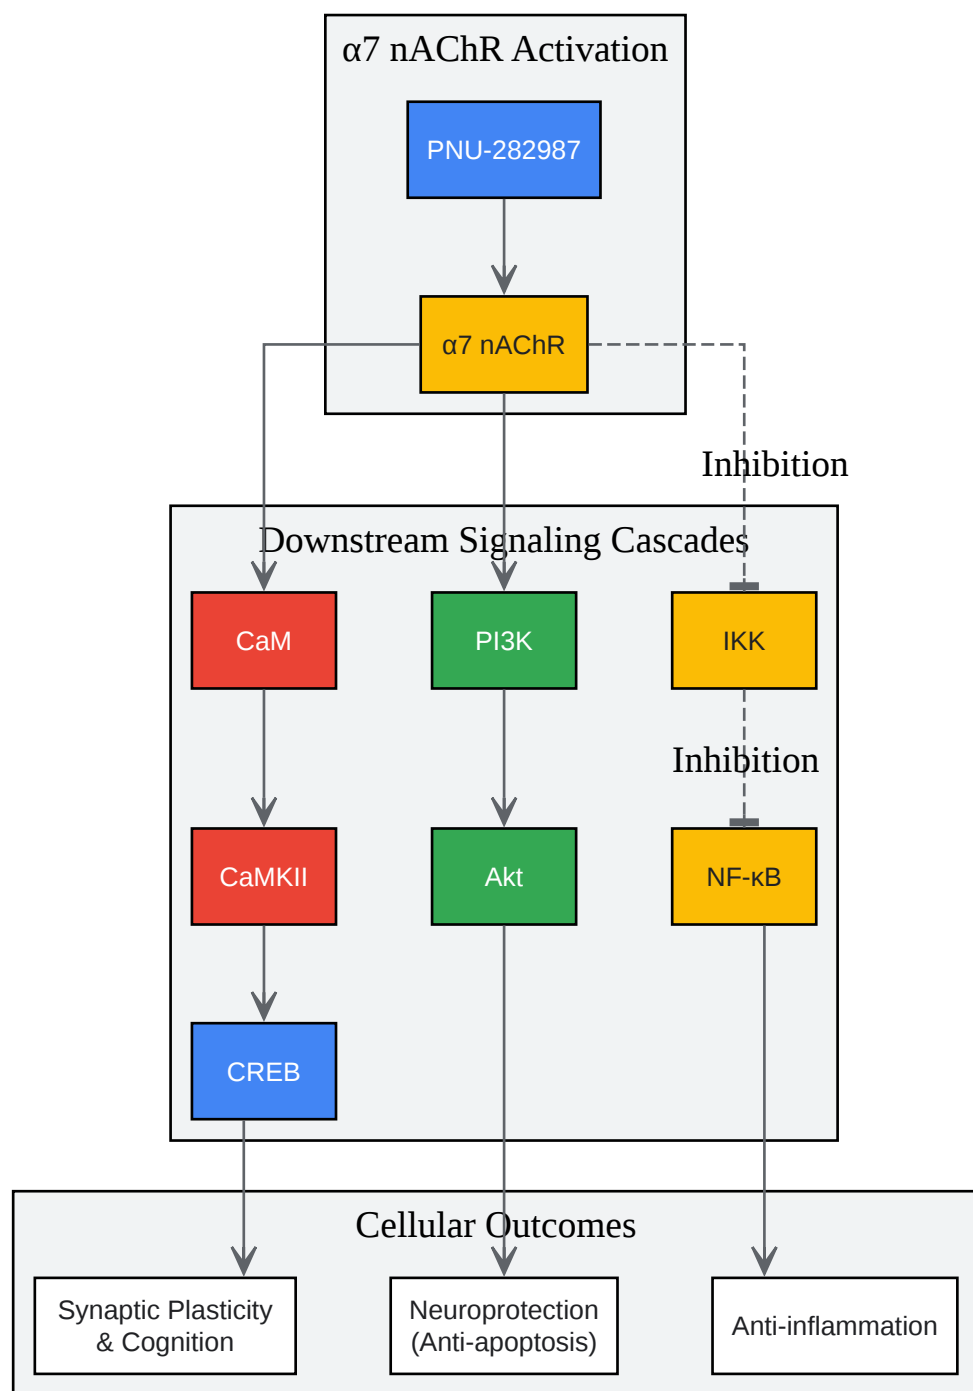 α7 nAChR Activation
PNU-282987
α7 nAChR
Inhibition
Downstream Signaling Cascades
CaM
PI3K
IKK
Inhibition
CaMKII
Akt
NF-κB
CREB
Cellular Outcomes
Synaptic Plasticity
& Cognition
Neuroprotection
(Anti-apoptosis)
Anti-inflammation